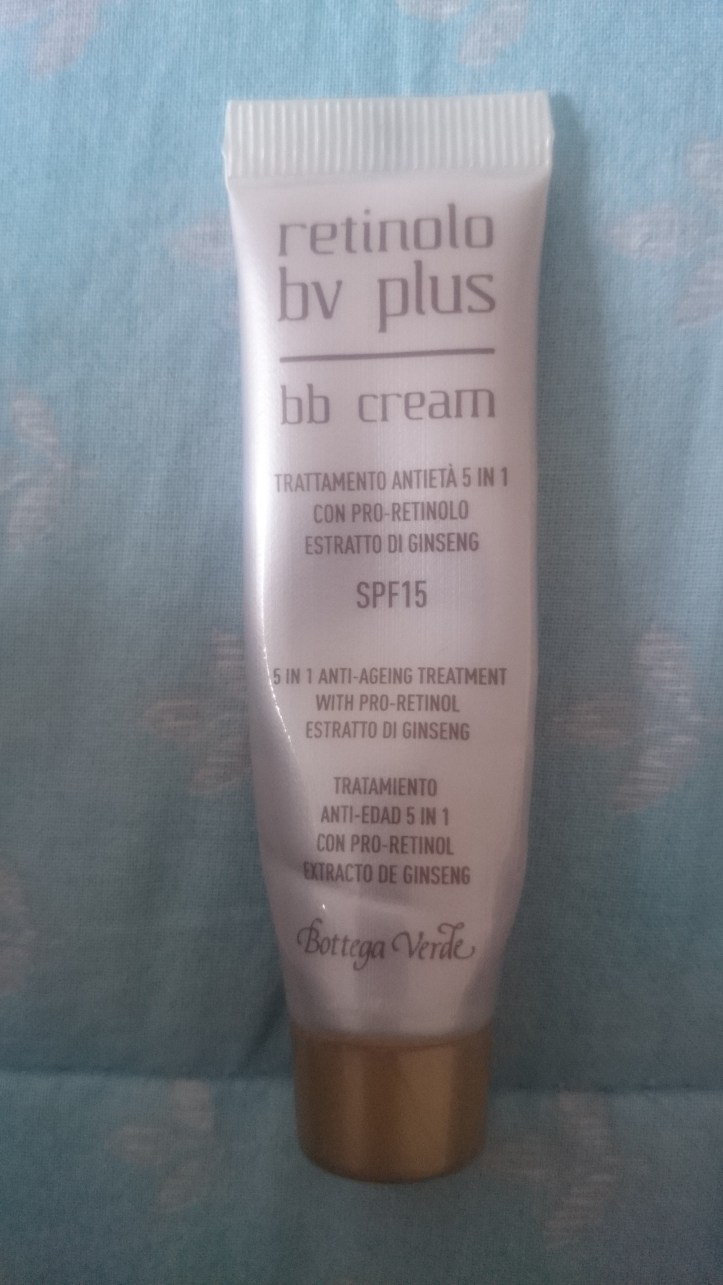 retinolo
bv plus
bb cream
TRATTAMENTO ANTIETÀ 5 IN 1
CON PRO-RETINOLO
ESTRATTO DI GINSENG
SPF15
5 IN 1 ANTI-AGEING TREATMENT
WITH PRO-RETINOL
ESTRATTO DI GINSENG
TRATAMIENTO
ANTI-EDAD 5 IN 1
CON PRO-RETINOL
EXTRACTO DE GINSENG
Bottega Verde